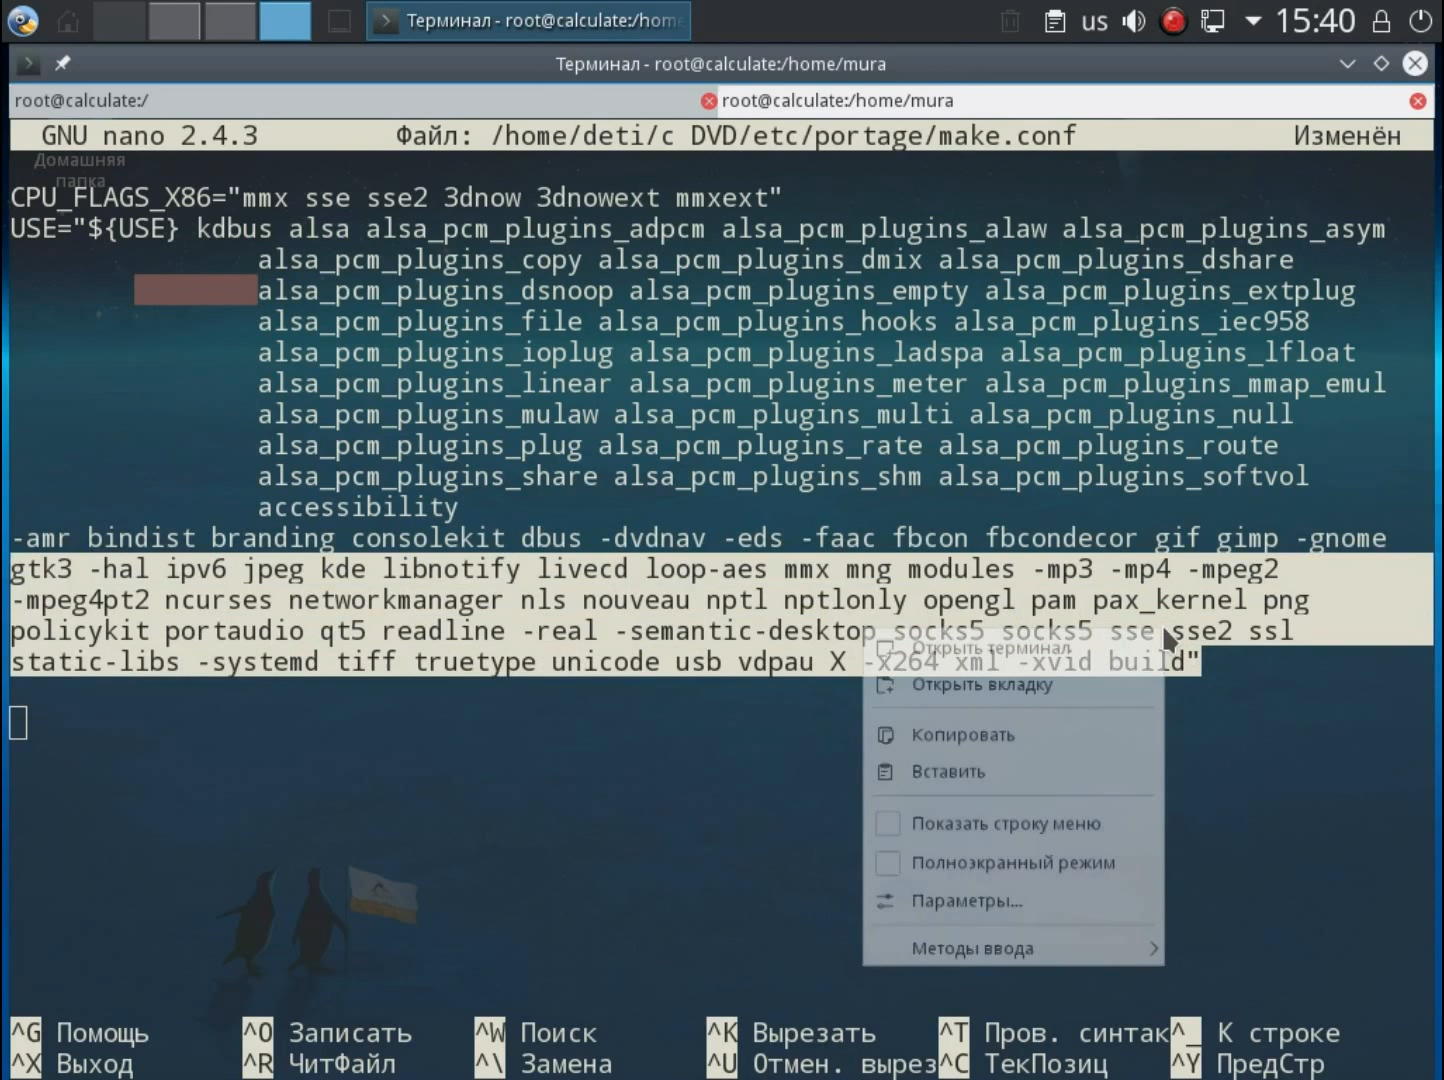 Терминал - root@calculate:/home
us
15:40
Терминал - root@calculate:/home/mura
root@calculate:/
root@calculate:/home/mura
GNU nano 2.4.3 Файл: /home/deti/c DVD/etc/portage/make.conf Изменён
Домашняя
папка
CPU_FLAGS_X86="mmx sse sse2 3dnow 3dnowext mmxext"
USE="${USE} kdbus alsa alsa_pcm_plugins_adpcm alsa_pcm_plugins_alaw alsa_pcm_plugins_asym
alsa_pcm_plugins_copy alsa_pcm_plugins_dmix alsa_pcm_plugins_dshare
alsa_pcm_plugins_dsnoop alsa_pcm_plugins_empty alsa_pcm_plugins_extplug
alsa_pcm_plugins_file alsa_pcm_plugins_hooks alsa_pcm_plugins_iec958
alsa_pcm_plugins_ioplug alsa_pcm_plugins_ladspa alsa_pcm_plugins_lfloat
alsa_pcm_plugins_linear alsa_pcm_plugins_meter alsa_pcm_plugins_mmap_emul
alsa_pcm_plugins_mulaw alsa_pcm_plugins_multi alsa_pcm_plugins_null
alsa_pcm_plugins_plug alsa_pcm_plugins_rate alsa_pcm_plugins_route
alsa_pcm_plugins_share alsa_pcm_plugins_shm alsa_pcm_plugins_softvol
accessibility
-amr bindist branding consolekit dbus -dvdnav -eds -faac fbcon fbcondecor gif gimp -gnome
gtk3 -hal ipv6 jpeg kde libnotify livecd loop-aes mmx mng modules -mp3 -mp4 -mpeg2
-mpeg4pt2 ncurses networkmanager nls nouveau nptl nptlonly opengl pam pax_kernel png
policykit portaudio qt5 readline -real -semantic-desktop socks5 socks5 sse sse2 ssl
static-libs -systemd tiff truetype unicode usb vdpau X -x264 xml -xvid build"
Открыть терминал
Открыть вкладку
Копировать
Вставить
Показать строку меню
Полноэкранный режим
Параметры...
Методы ввода
^G Помощь ^O Записать ^W Поиск ^K Вырезать ^T Пров. синтак ^_ К строке
^X Выход ^R ЧитФайл ^\ Замена ^U Отмен. вырез ^C ТекПозиц ^Y ПредСтр